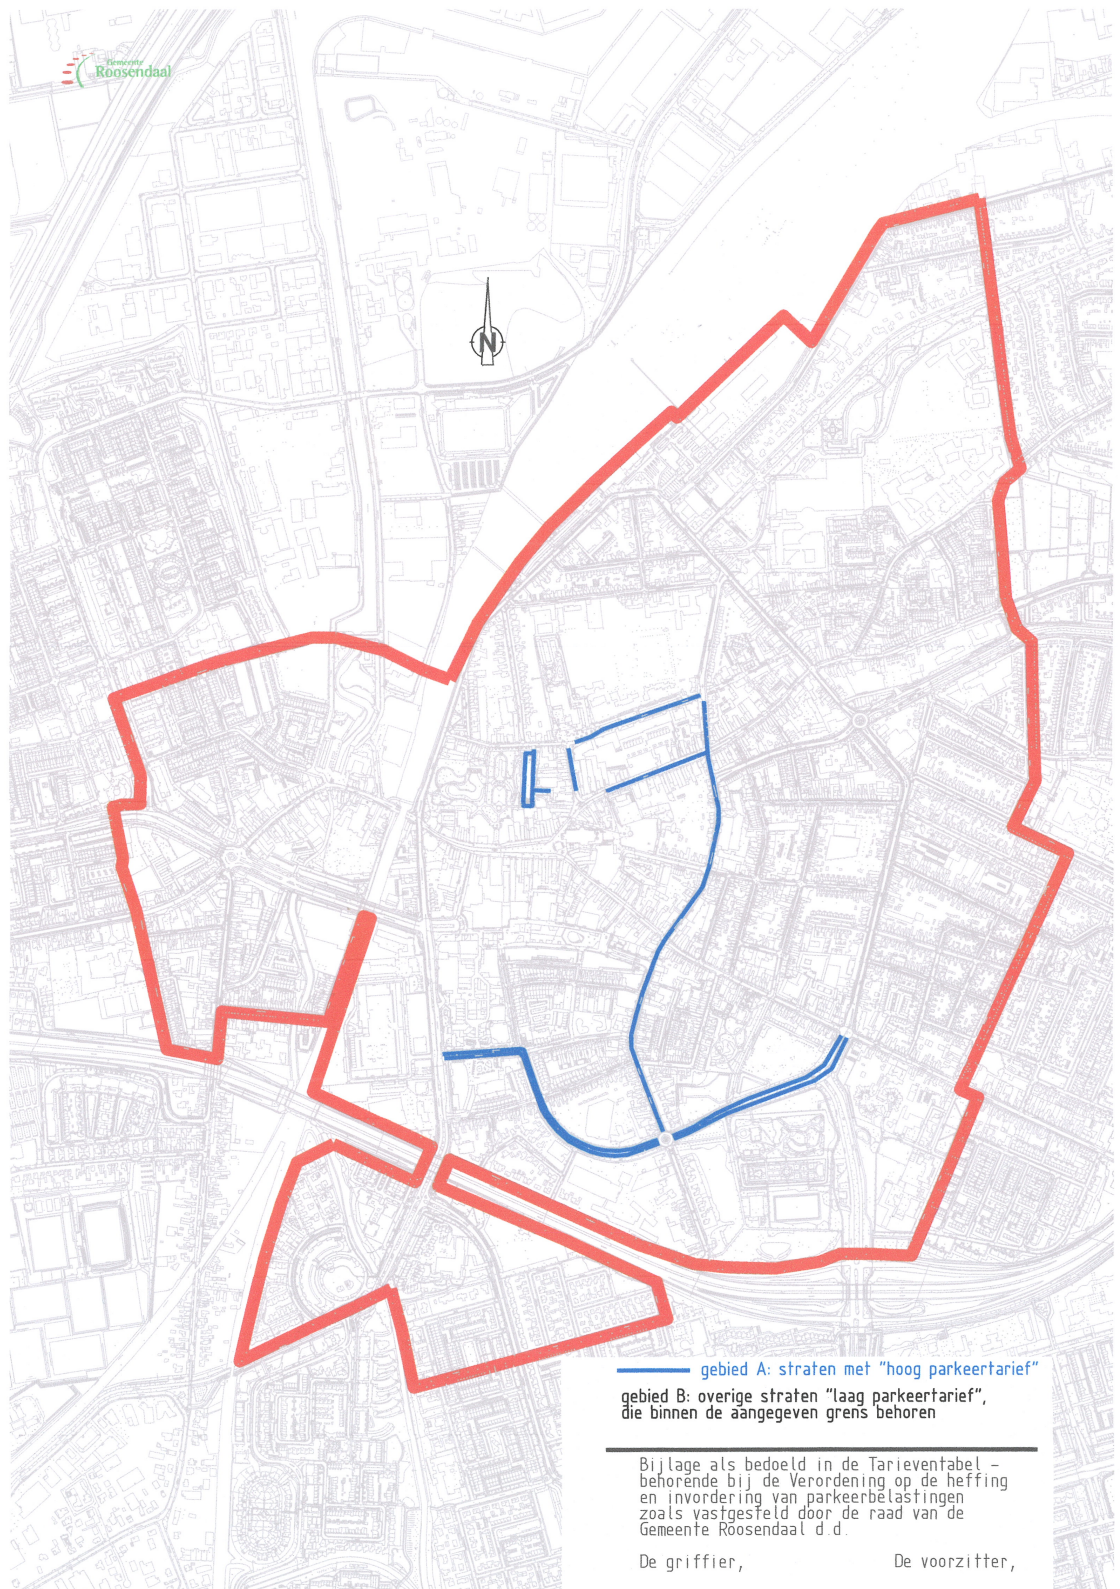 Gemeente
Roosendaal
N
gebied A: straten met "hoog parkeertarief"
gebied B: overige straten "laag parkeertarief",
die binnen de aangegeven grens behoren
Bijlage als bedoeld in de Tarieventabel -
behorende bij de Verordening op de heffing
en invordering van parkeerbelastingen
zoals vastgesteld door de raad van de
Gemeente Roosendaal d.d.
De griffier, De voorzitter,